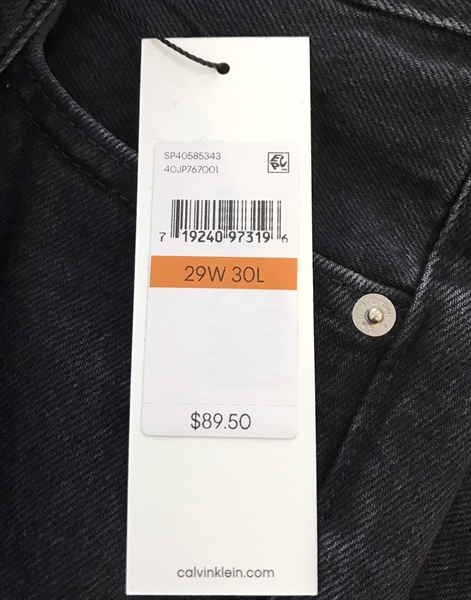 SP40585343
40JP767001
7 19240 97319 6
29W 30L
$89.50
calvinklein.com